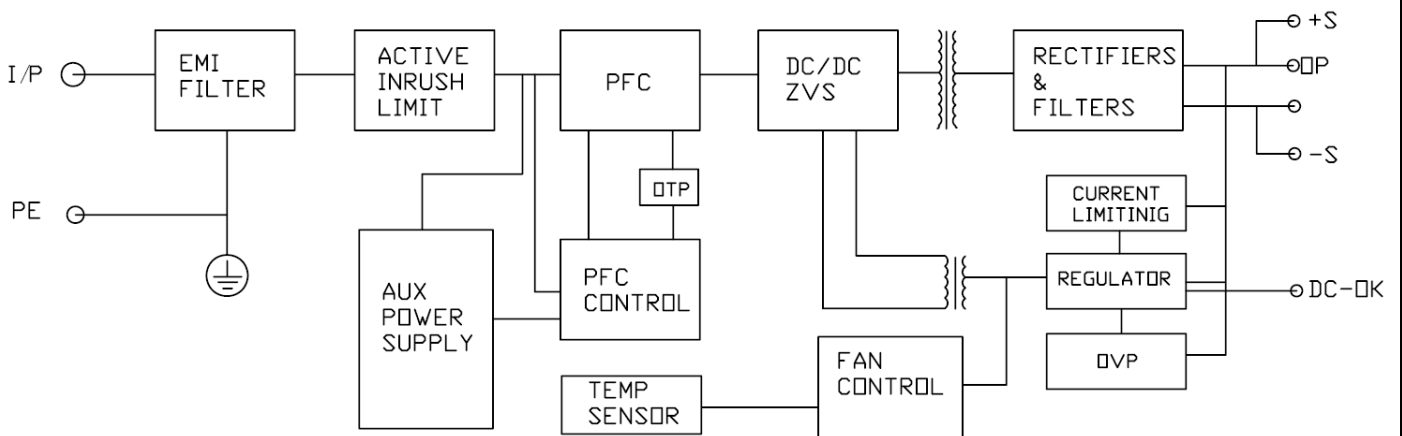 I/P
EMI
FILTER
ACTIVE
INRUSH
LIMIT
PFC
DC/DC
ZVS
RECTIFIERS
&
FILTERS
+S
OP
-S
PE
OTP
CURRENT
LIMITINIG
AUX
POWER
SUPPLY
PFC
CONTROL
REGULATOR
DC-OK
OVP
FAN
CONTROL
TEMP
SENSOR